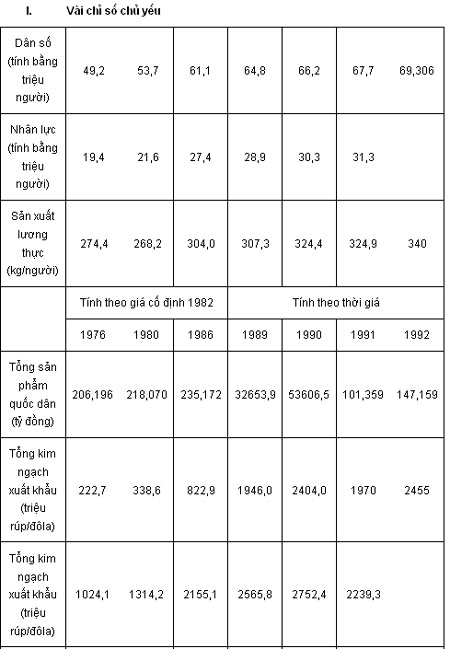 I. Vài chỉ số chủ yếu
Dân số
(tính bằng
triệu
người)
49,2 53,7 61,1 64,8 66,2 67,7 69,306
Nhân lực
(tính bằng
triệu
người)
19,4 21,6 27,4 28,9 30,3 31,3
Sản xuất
lương
thực
(kg/người)
274,4 268,2 304,0 307,3 324,4 324,9 340
Tính theo giá cố định 1982 Tính theo thời giá
1976 1980 1986 1989 1990 1991 1992
Tổng sản
phẩm
quốc dân
(tỷ đồng)
206,196 218,070 235,172 32653,9 53606,5 101,359 147,159
Tổng kim
ngạch
xuất khẩu
(triệu
rúp/đôla)
222,7 338,6 822,9 1946,0 2404,0 1970 2455
Tổng kim
ngạch
xuất khẩu
(triệu
rúp/đôla)
1024,1 1314,2 2155,1 2565,8 2752,4 2239,3